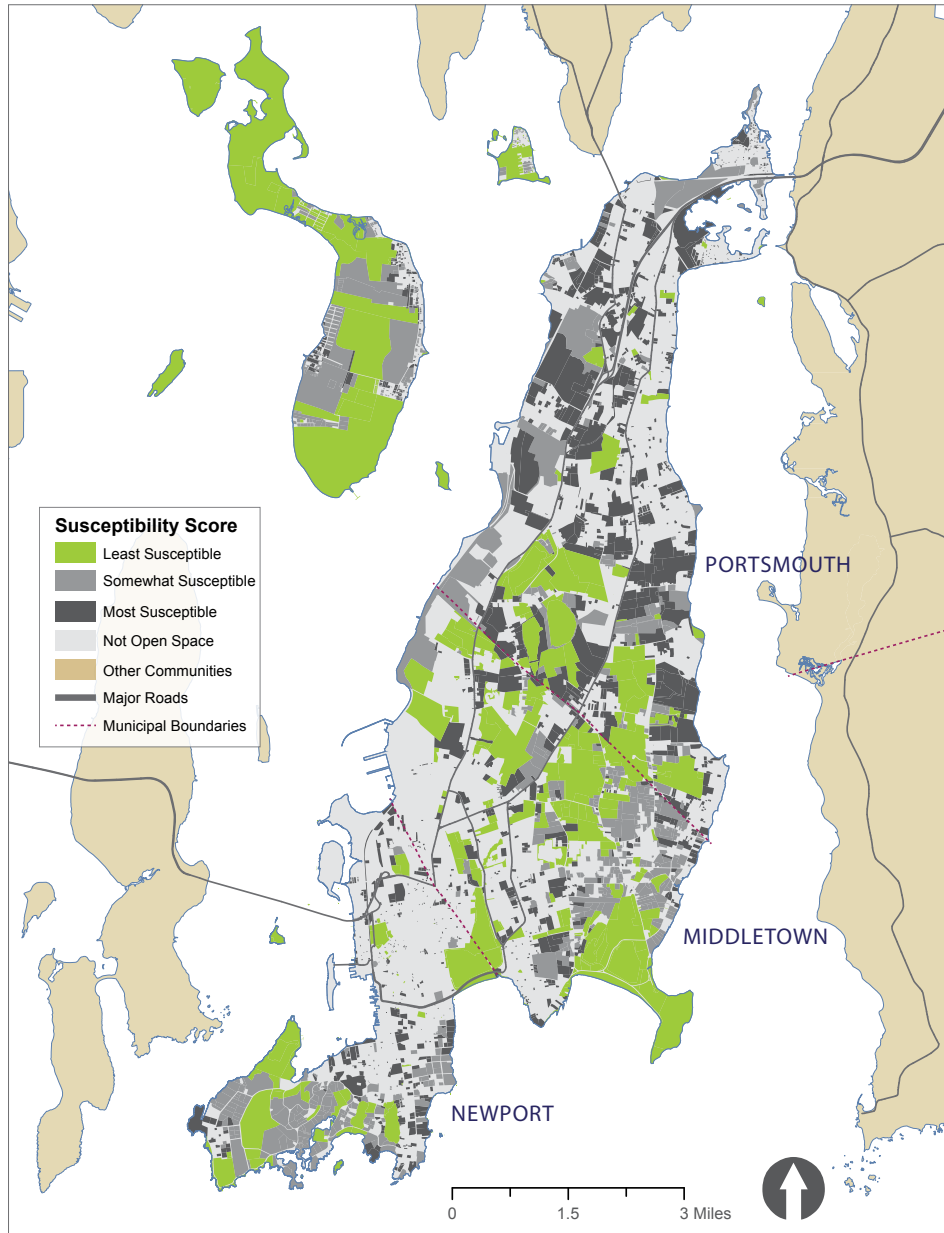 Susceptibility Score
Least Susceptible
Somewhat Susceptible
Most Susceptible
Not Open Space
Other Communities
Major Roads
Municipal Boundaries
PORTSMOUTH
MIDDLETOWN
NEWPORT
0 1.5 3 Miles